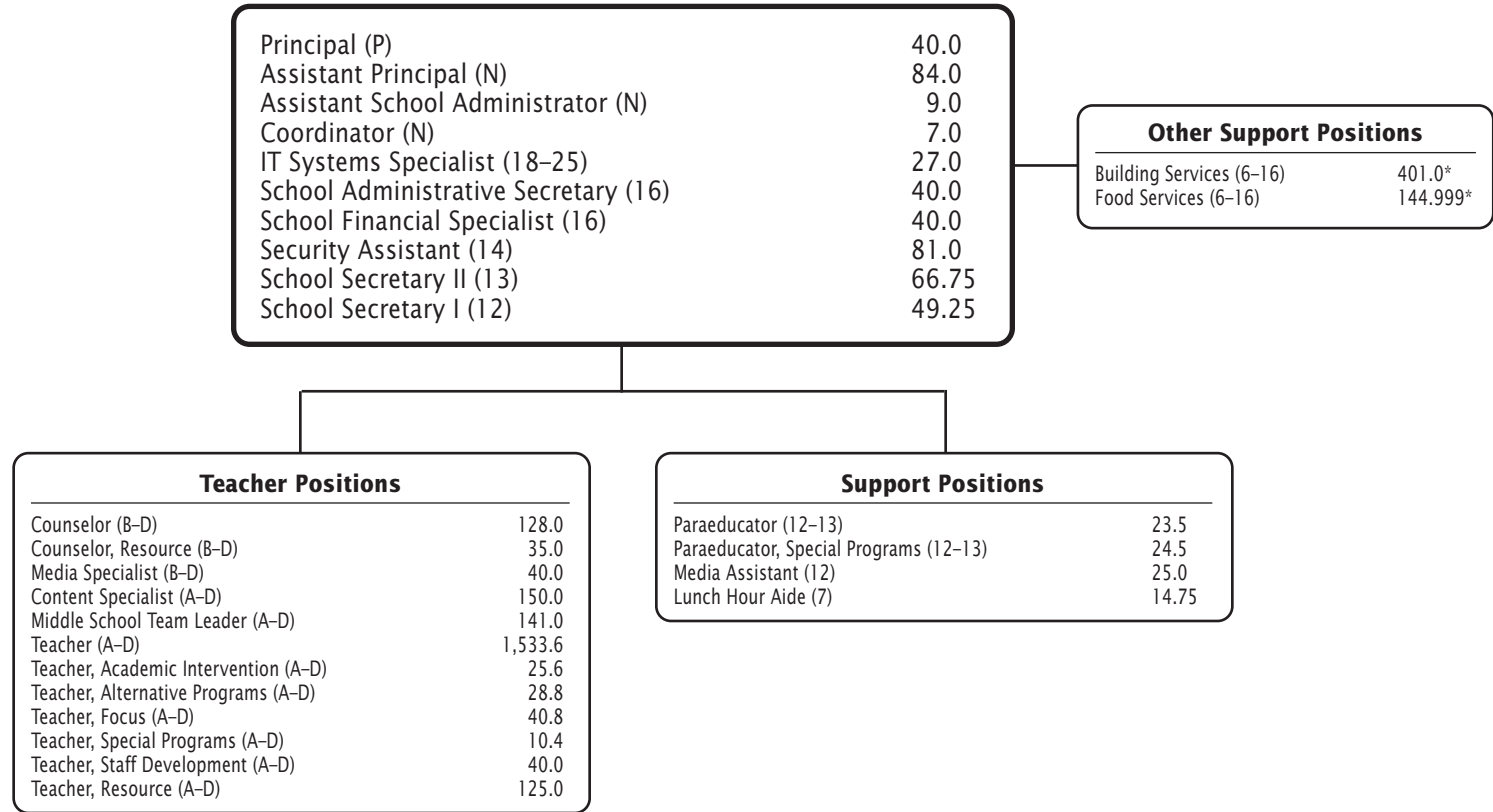 Principal (P) 40.0
Assistant Principal (N) 84.0
Assistant School Administrator (N) 9.0
Coordinator (N) 7.0
IT Systems Specialist (18–25) 27.0
School Administrative Secretary (16) 40.0
School Financial Specialist (16) 40.0
Security Assistant (14) 81.0
School Secretary II (13) 66.75
School Secretary I (12) 49.25
Other Support Positions
Building Services (6–16) 401.0*
Food Services (6–16) 144.999*
Teacher Positions
Counselor (B–D) 128.0
Counselor, Resource (B–D) 35.0
Media Specialist (B–D) 40.0
Content Specialist (A–D) 150.0
Middle School Team Leader (A–D) 141.0
Teacher (A–D) 1,533.6
Teacher, Academic Intervention (A–D) 25.6
Teacher, Alternative Programs (A–D) 28.8
Teacher, Focus (A–D) 40.8
Teacher, Special Programs (A–D) 10.4
Teacher, Staff Development (A–D) 40.0
Teacher, Resource (A–D) 125.0
Support Positions
Paraeducator (12–13) 23.5
Paraeducator, Special Programs (12–13) 24.5
Media Assistant (12) 25.0
Lunch Hour Aide (7) 14.75